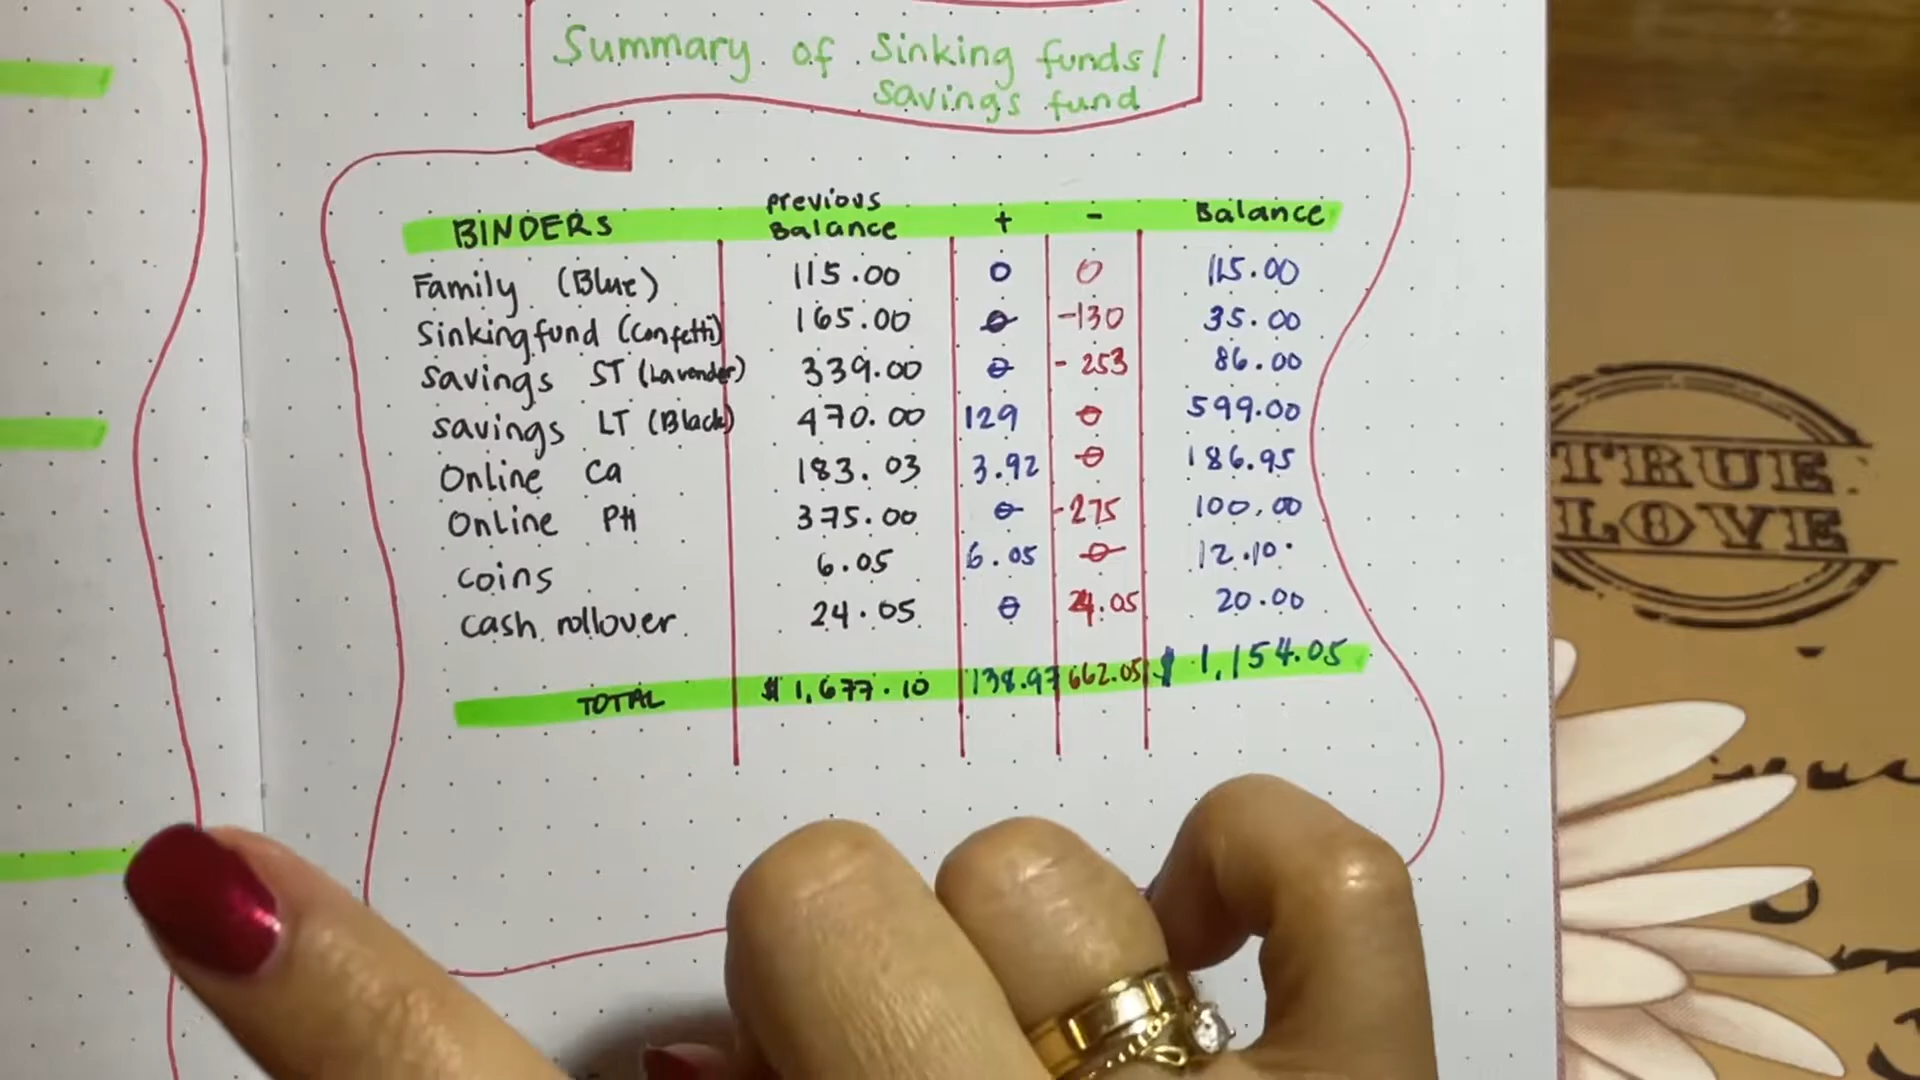 Summary of Sinking funds/
savings fund
BINDERS previous Balance + - Balance
Family (Blue) 115.00 0 0 115.00
Sinking fund (Confetti) 165.00 0 -130 35.00
Savings ST (Lavender) 339.00 0 -253 86.00
savings LT (Black) 470.00 129 0 599.00
Online Ca 183.03 3.92 0 186.95
Online PH 375.00 0 -275 100.00
coins 6.05 6.05 0 12.10
cash rollover 24.05 0 24.05 20.00
TOTAL $1,677.10 138.97 662.05 $1,154.05
TRUE
LOVE